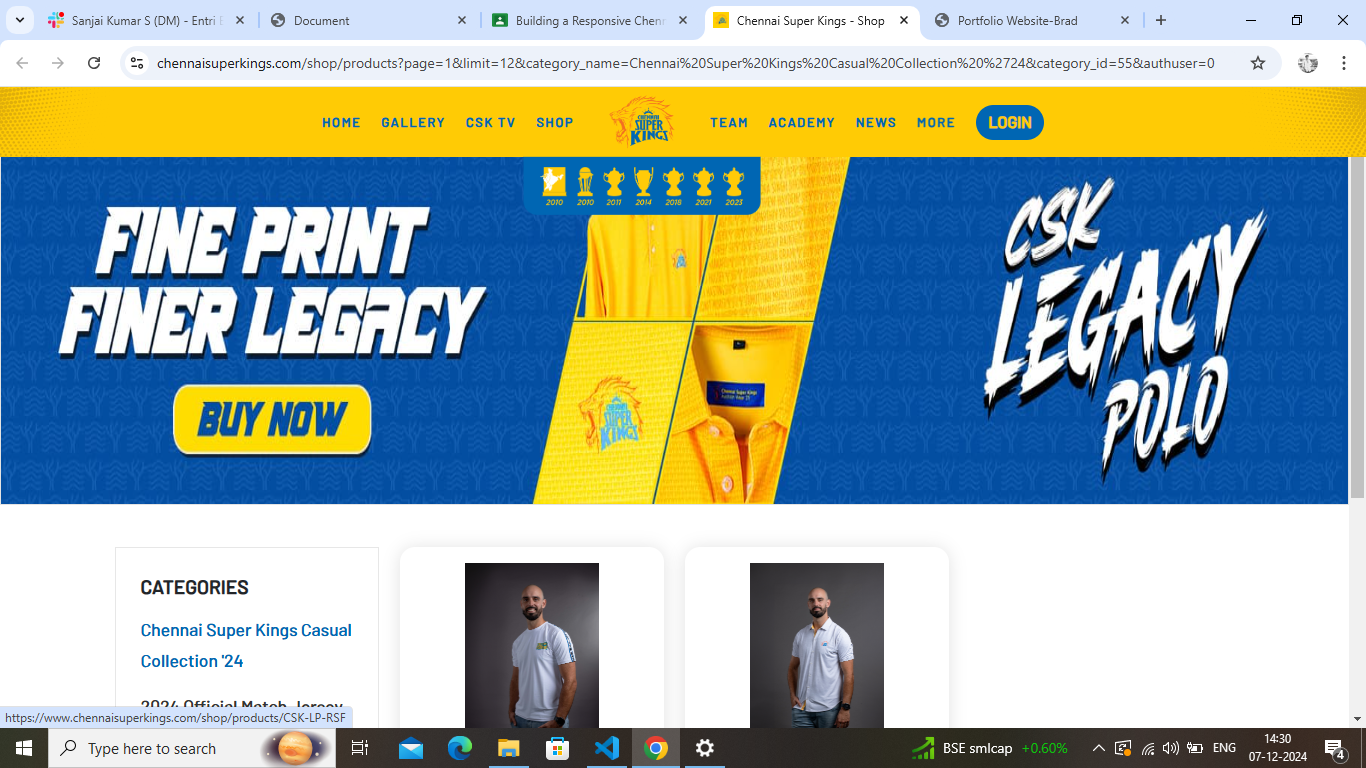 Sanjai Kumar S (DM) - Entri E
Document
Building a Responsive Chenn
Chennai Super Kings - Shop
Portfolio Website-Brad
chennaisuperkings.com/shop/products?page=1&limit=12&category_name=Chennai%20Super%20Kings%20Casual%20Collection%20%2724&category_id=55&authuser=0
HOME GALLERY CSK TV SHOP CHENNAI SUPER KINGS TEAM ACADEMY NEWS MORE LOGIN
2010 2010 2011 2014 2018 2021 2023
FINE PRINT
FINER LEGACY
BUY NOW
CHENNAI
SUPER
KINGS
Chennai Super Kings
CSK
LEGACY
POLO
CATEGORIES
Chennai Super Kings Casual
Collection '24
2024 Official Match Jersey
https://www.chennaisuperkings.com/shop/products/CSK-LP-RSF
Type here to search
BSE smlcap +0.60%
ENG
14:30
07-12-2024
4